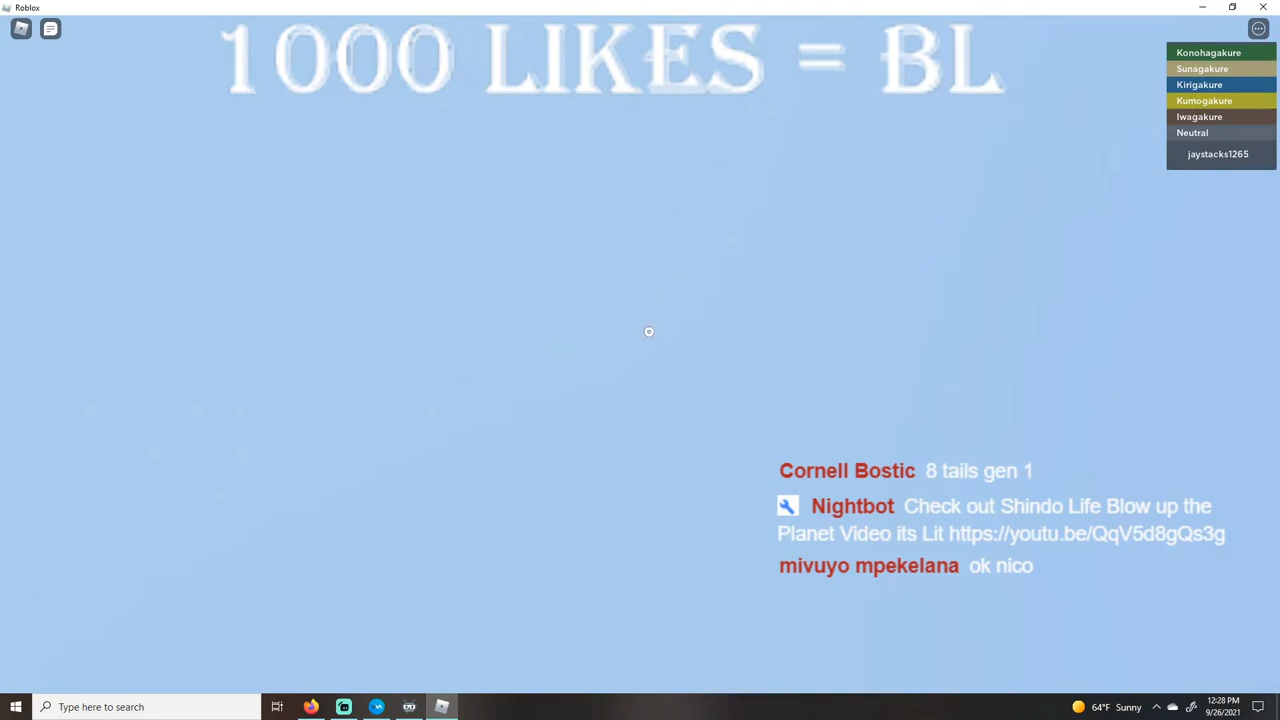 Roblox
1000 LIKES = BL
Konohagakure
Sunagakure
Kirigakure
Kumogakure
Iwagakure
Neutral
jaystacks1265
Cornell Bostic 8 tails gen 1
Nightbot Check out Shindo Life Blow up the
Planet Video its Lit https://youtu.be/QqV5d8gQs3g
mivuyo mpekelana ok nico
Type here to search
64°F Sunny
12:28 PM
9/26/2021